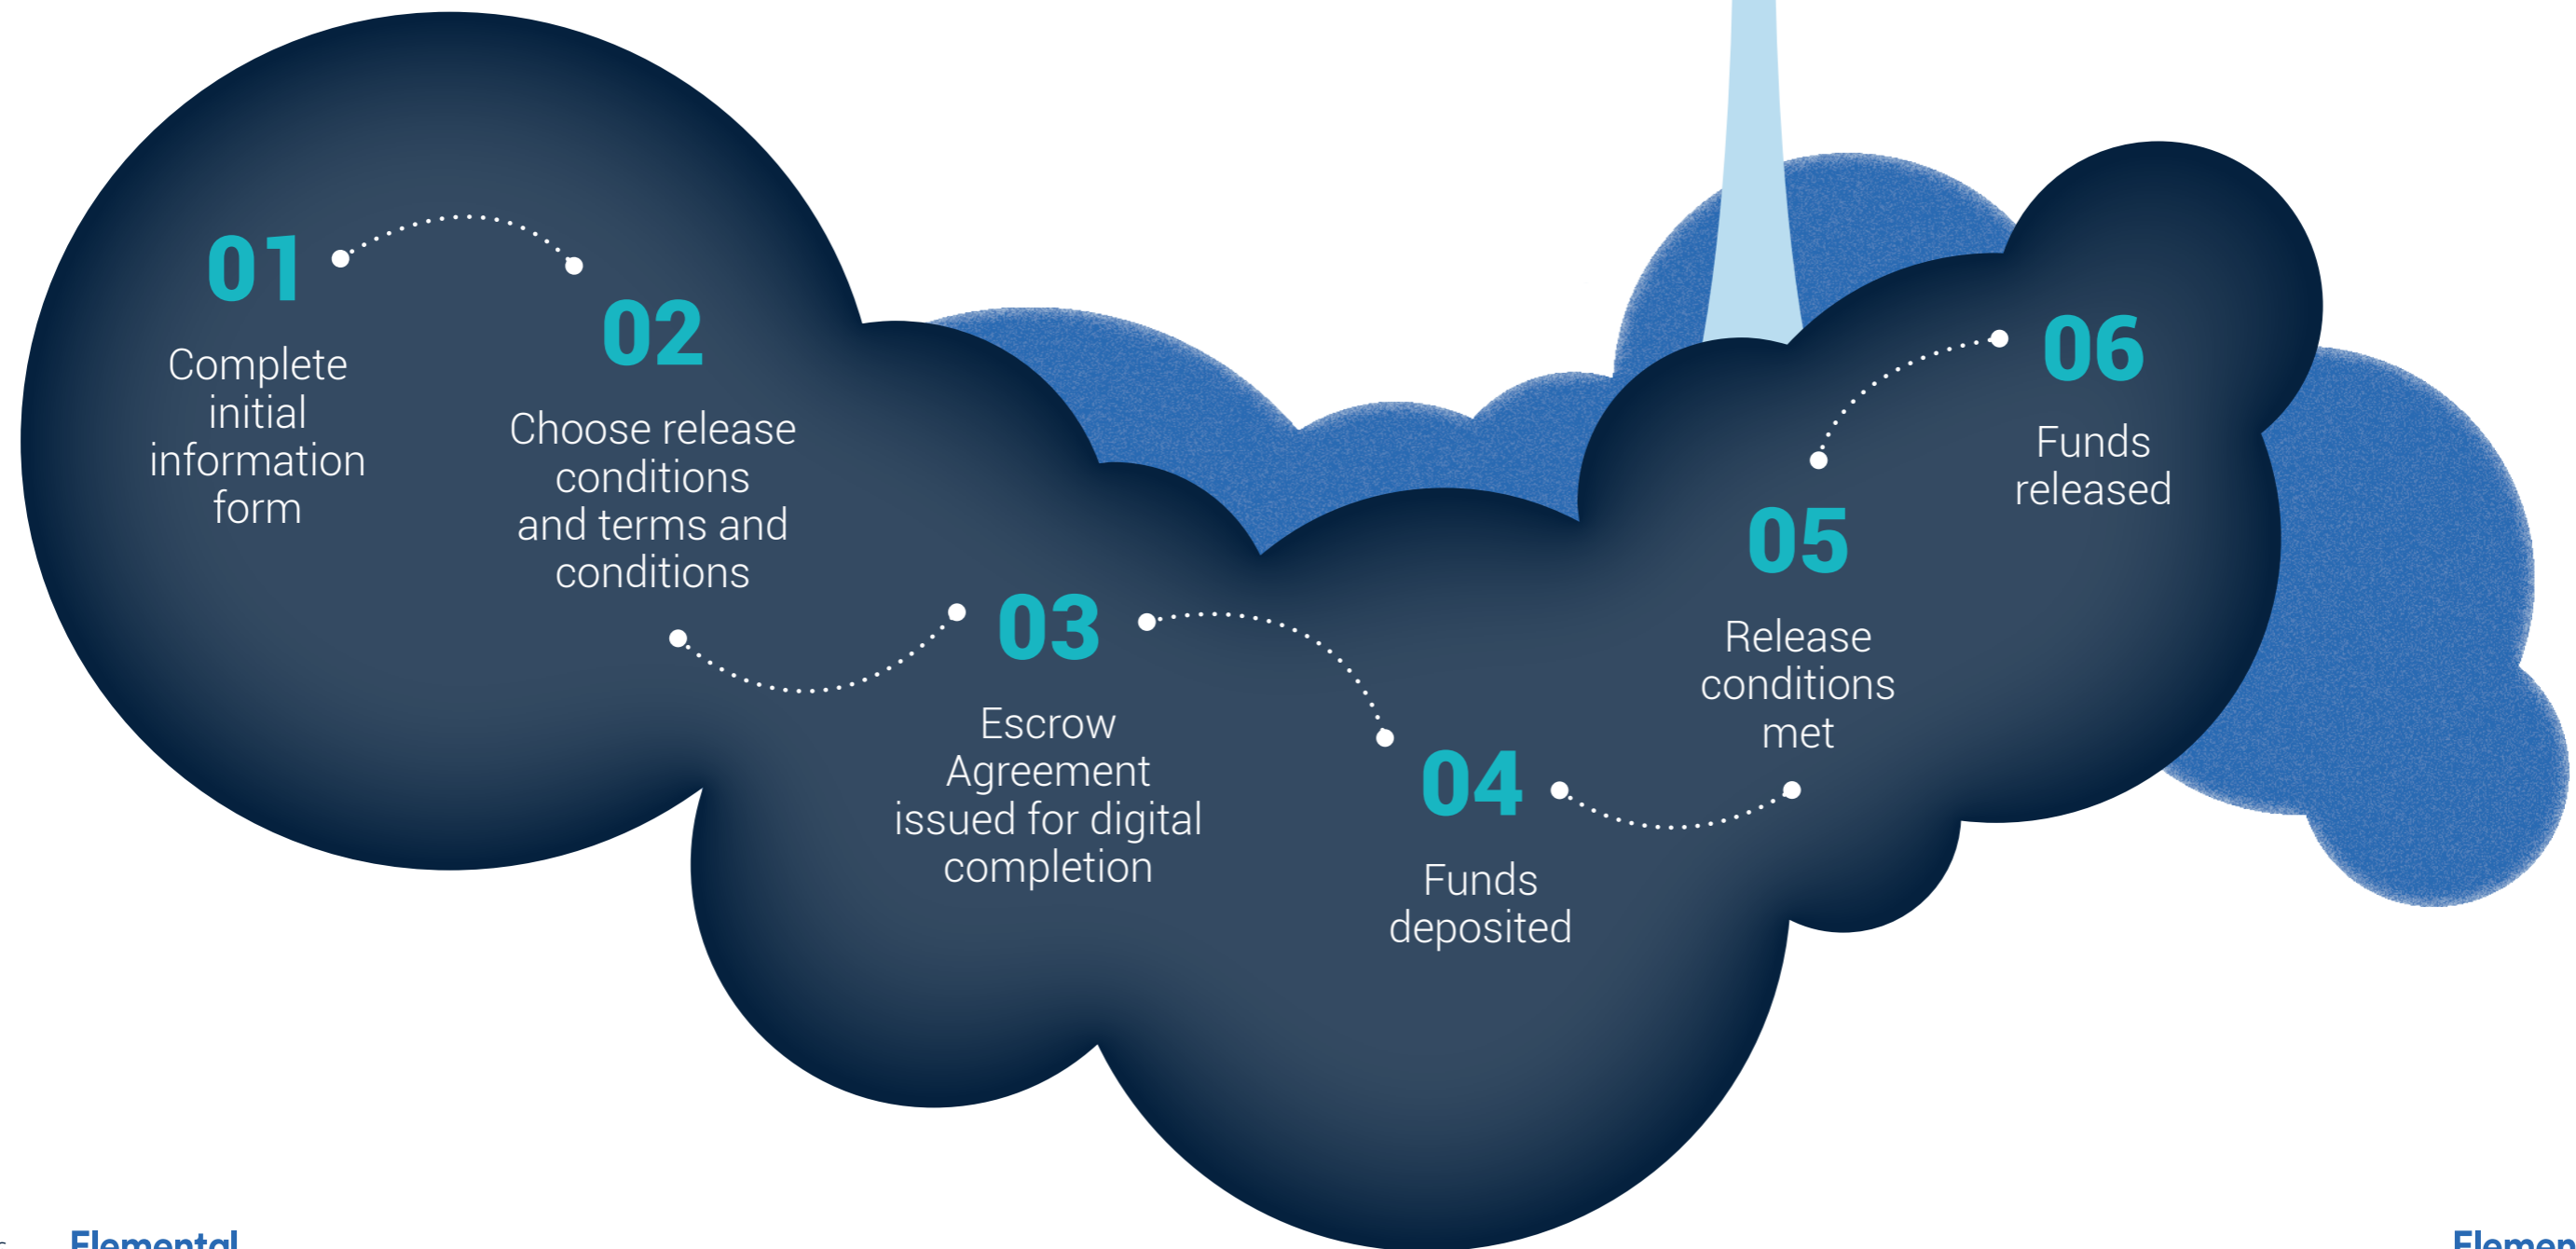 01
Complete
initial
information
form
02
Choose release
conditions
and terms and
conditions
03
Escrow
Agreement
issued for digital
completion
04
Funds
deposited
05
Release
conditions
met
06
Funds
released
Elemental